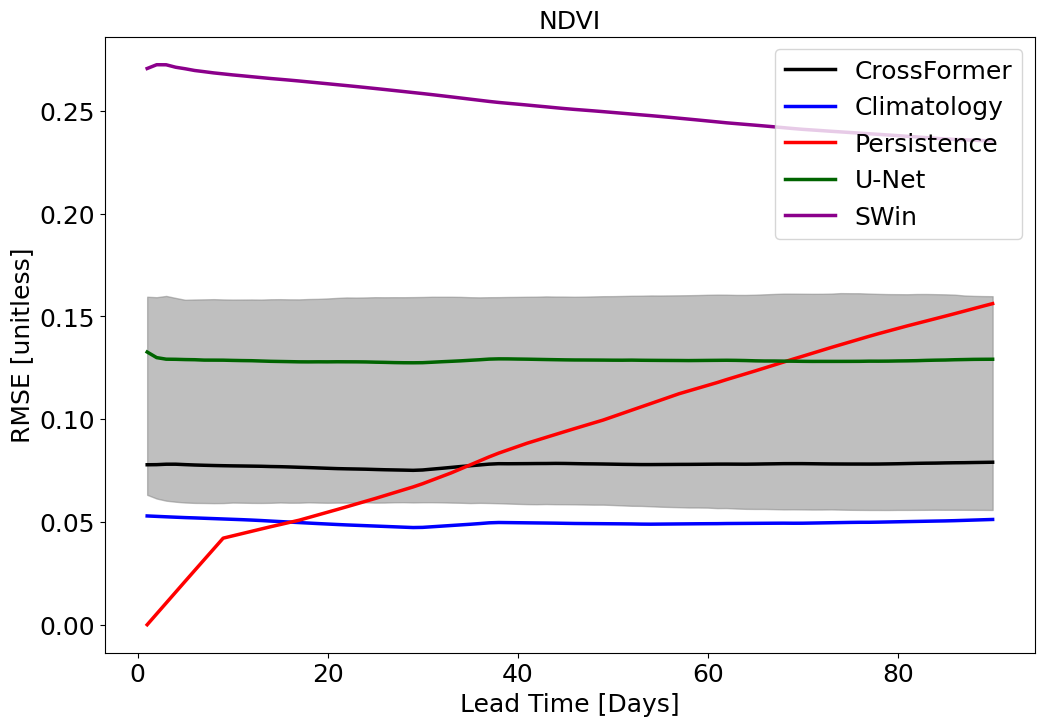 NDVI
CrossFormer
Climatology
Persistence
U-Net
SWin
RMSE [unitless]
0.25
0.20
0.15
0.10
0.05
0.00
0 20 40 60 80
Lead Time [Days]